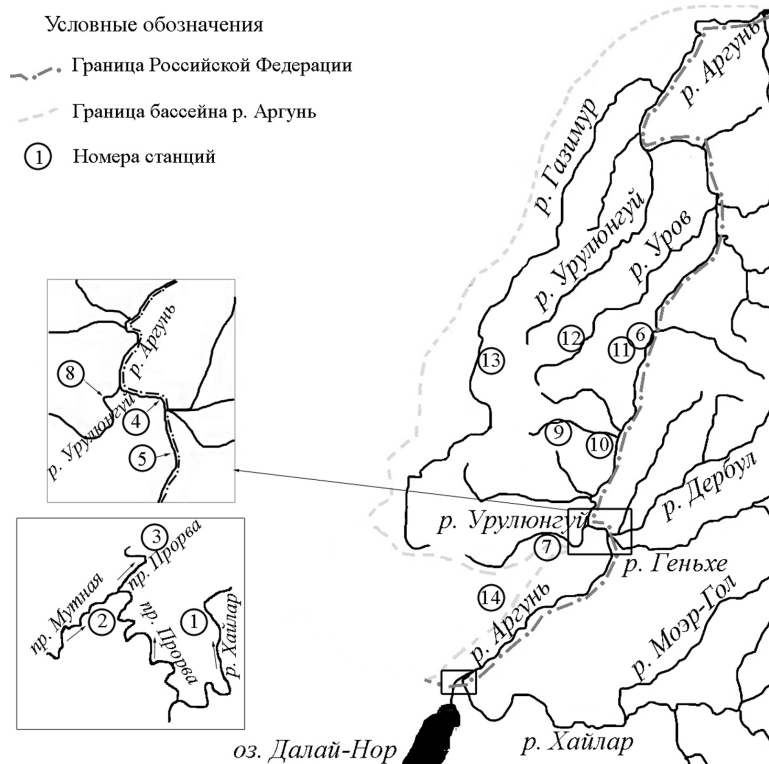 Условные обозначения
Граница Российской Федерации
Граница бассейна р. Аргунь
1 Номера станций
р. Аргунь
р. Газимур
р. Урулюнгуй
р. Уров
6
12
11
13
р. Аргунь
8
4
р. Урулюнгуй
5
9
10
р. Дербул
р. Урулюнгуй
7
р. Геньхе
3
пр. Прорва
пр. Мутная
2
пр. Прорва
1
р. Хайлар
14
р. Аргунь
р. Моэр-Гол
оз. Далай-Нор
р. Хайлар